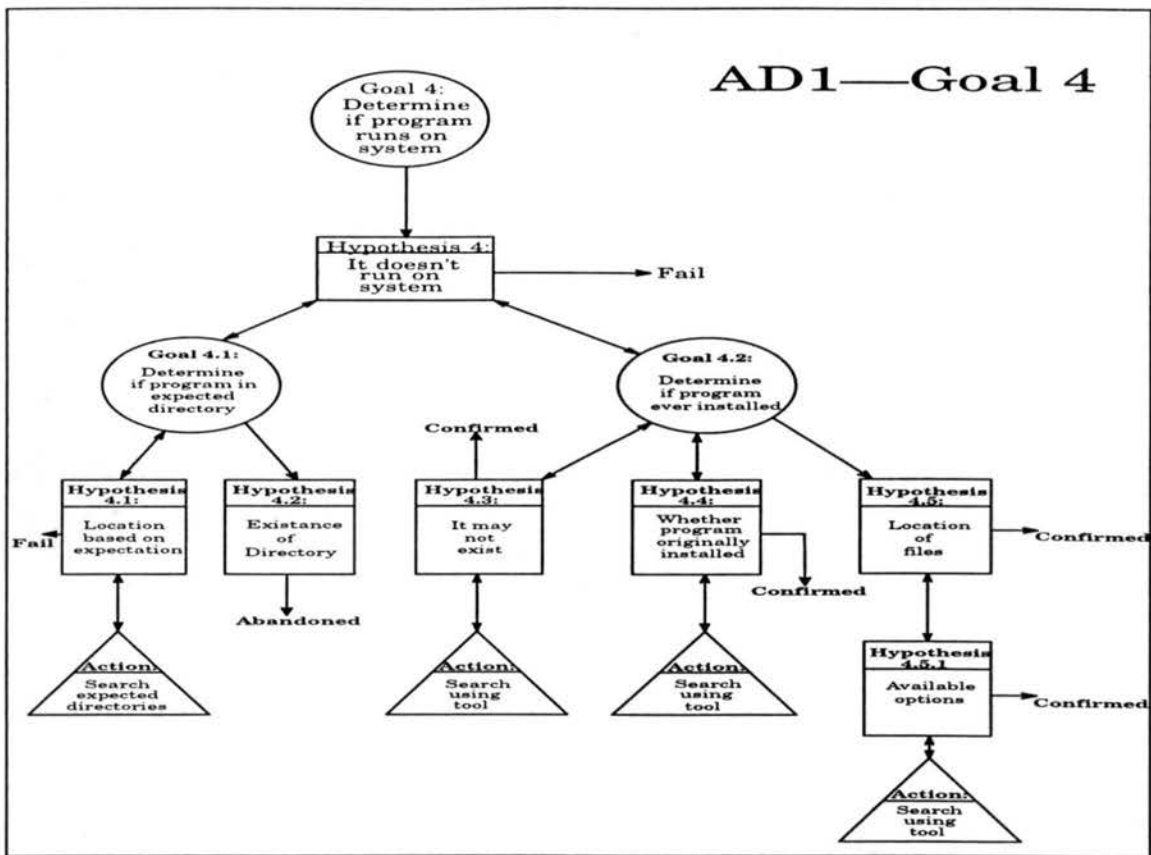 AD1—Goal 4
Goal 4:
Determine
if program
runs on
system
Hypothesis 4:
It doesn't
run on
system
Fail
Goal 4.1:
Determine
if program in
expected
directory
Goal 4.2:
Determine
if program
ever installed
Confirmed
Hypothesis
4.1:
Location
based on
expectation
Fail
Hypothesis
4.2:
Existance
of
Directory
Abandoned
Hypothesis
4.3:
It may
not
exist
Hypothesis
4.4:
Whether
program
originally
installed
Confirmed
Hypothesis
4.5:
Location
of
files
Confirmed
Action:
Search
expected
directories
Action:
Search
using
tool
Action:
Search
using
tool
Hypothesis
4.5.1
Available
options
Confirmed
Action:
Search
using
tool